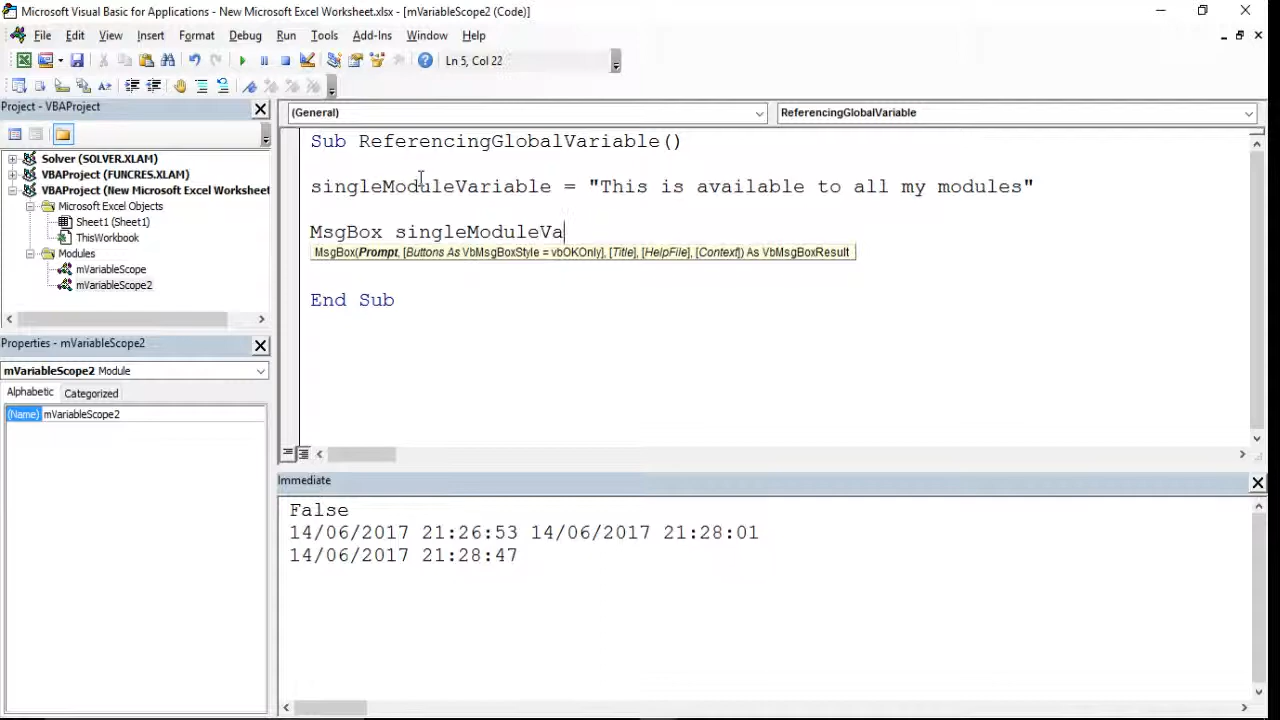 Microsoft Visual Basic for Applications - New Microsoft Excel Worksheet.xlsx - [mVariableScope2 (Code)]
File Edit View Insert Format Debug Run Tools Add-Ins Window Help
Ln 5, Col 22
Project - VBAProject
(General) ReferencingGlobalVariable
Solver (SOLVER.XLAM)
VBAProject (FUNCRES.XLAM)
VBAProject (New Microsoft Excel Worksheet
Microsoft Excel Objects
Sheet1 (Sheet1)
ThisWorkbook
Modules
mVariableScope
mVariableScope2
Properties - mVariableScope2
mVariableScope2 Module
Alphabetic Categorized
(Name) mVariableScope2
Sub ReferencingGlobalVariable()
singleModuleVariable = "This is available to all my modules"
MsgBox singleModuleVa
MsgBox(Prompt, [Buttons As VbMsgBoxStyle = vbOKOnly], [Title], [HelpFile], [Context]) As VbMsgBoxResult
End Sub
Immediate
False
14/06/2017 21:26:53 14/06/2017 21:28:01
14/06/2017 21:28:47